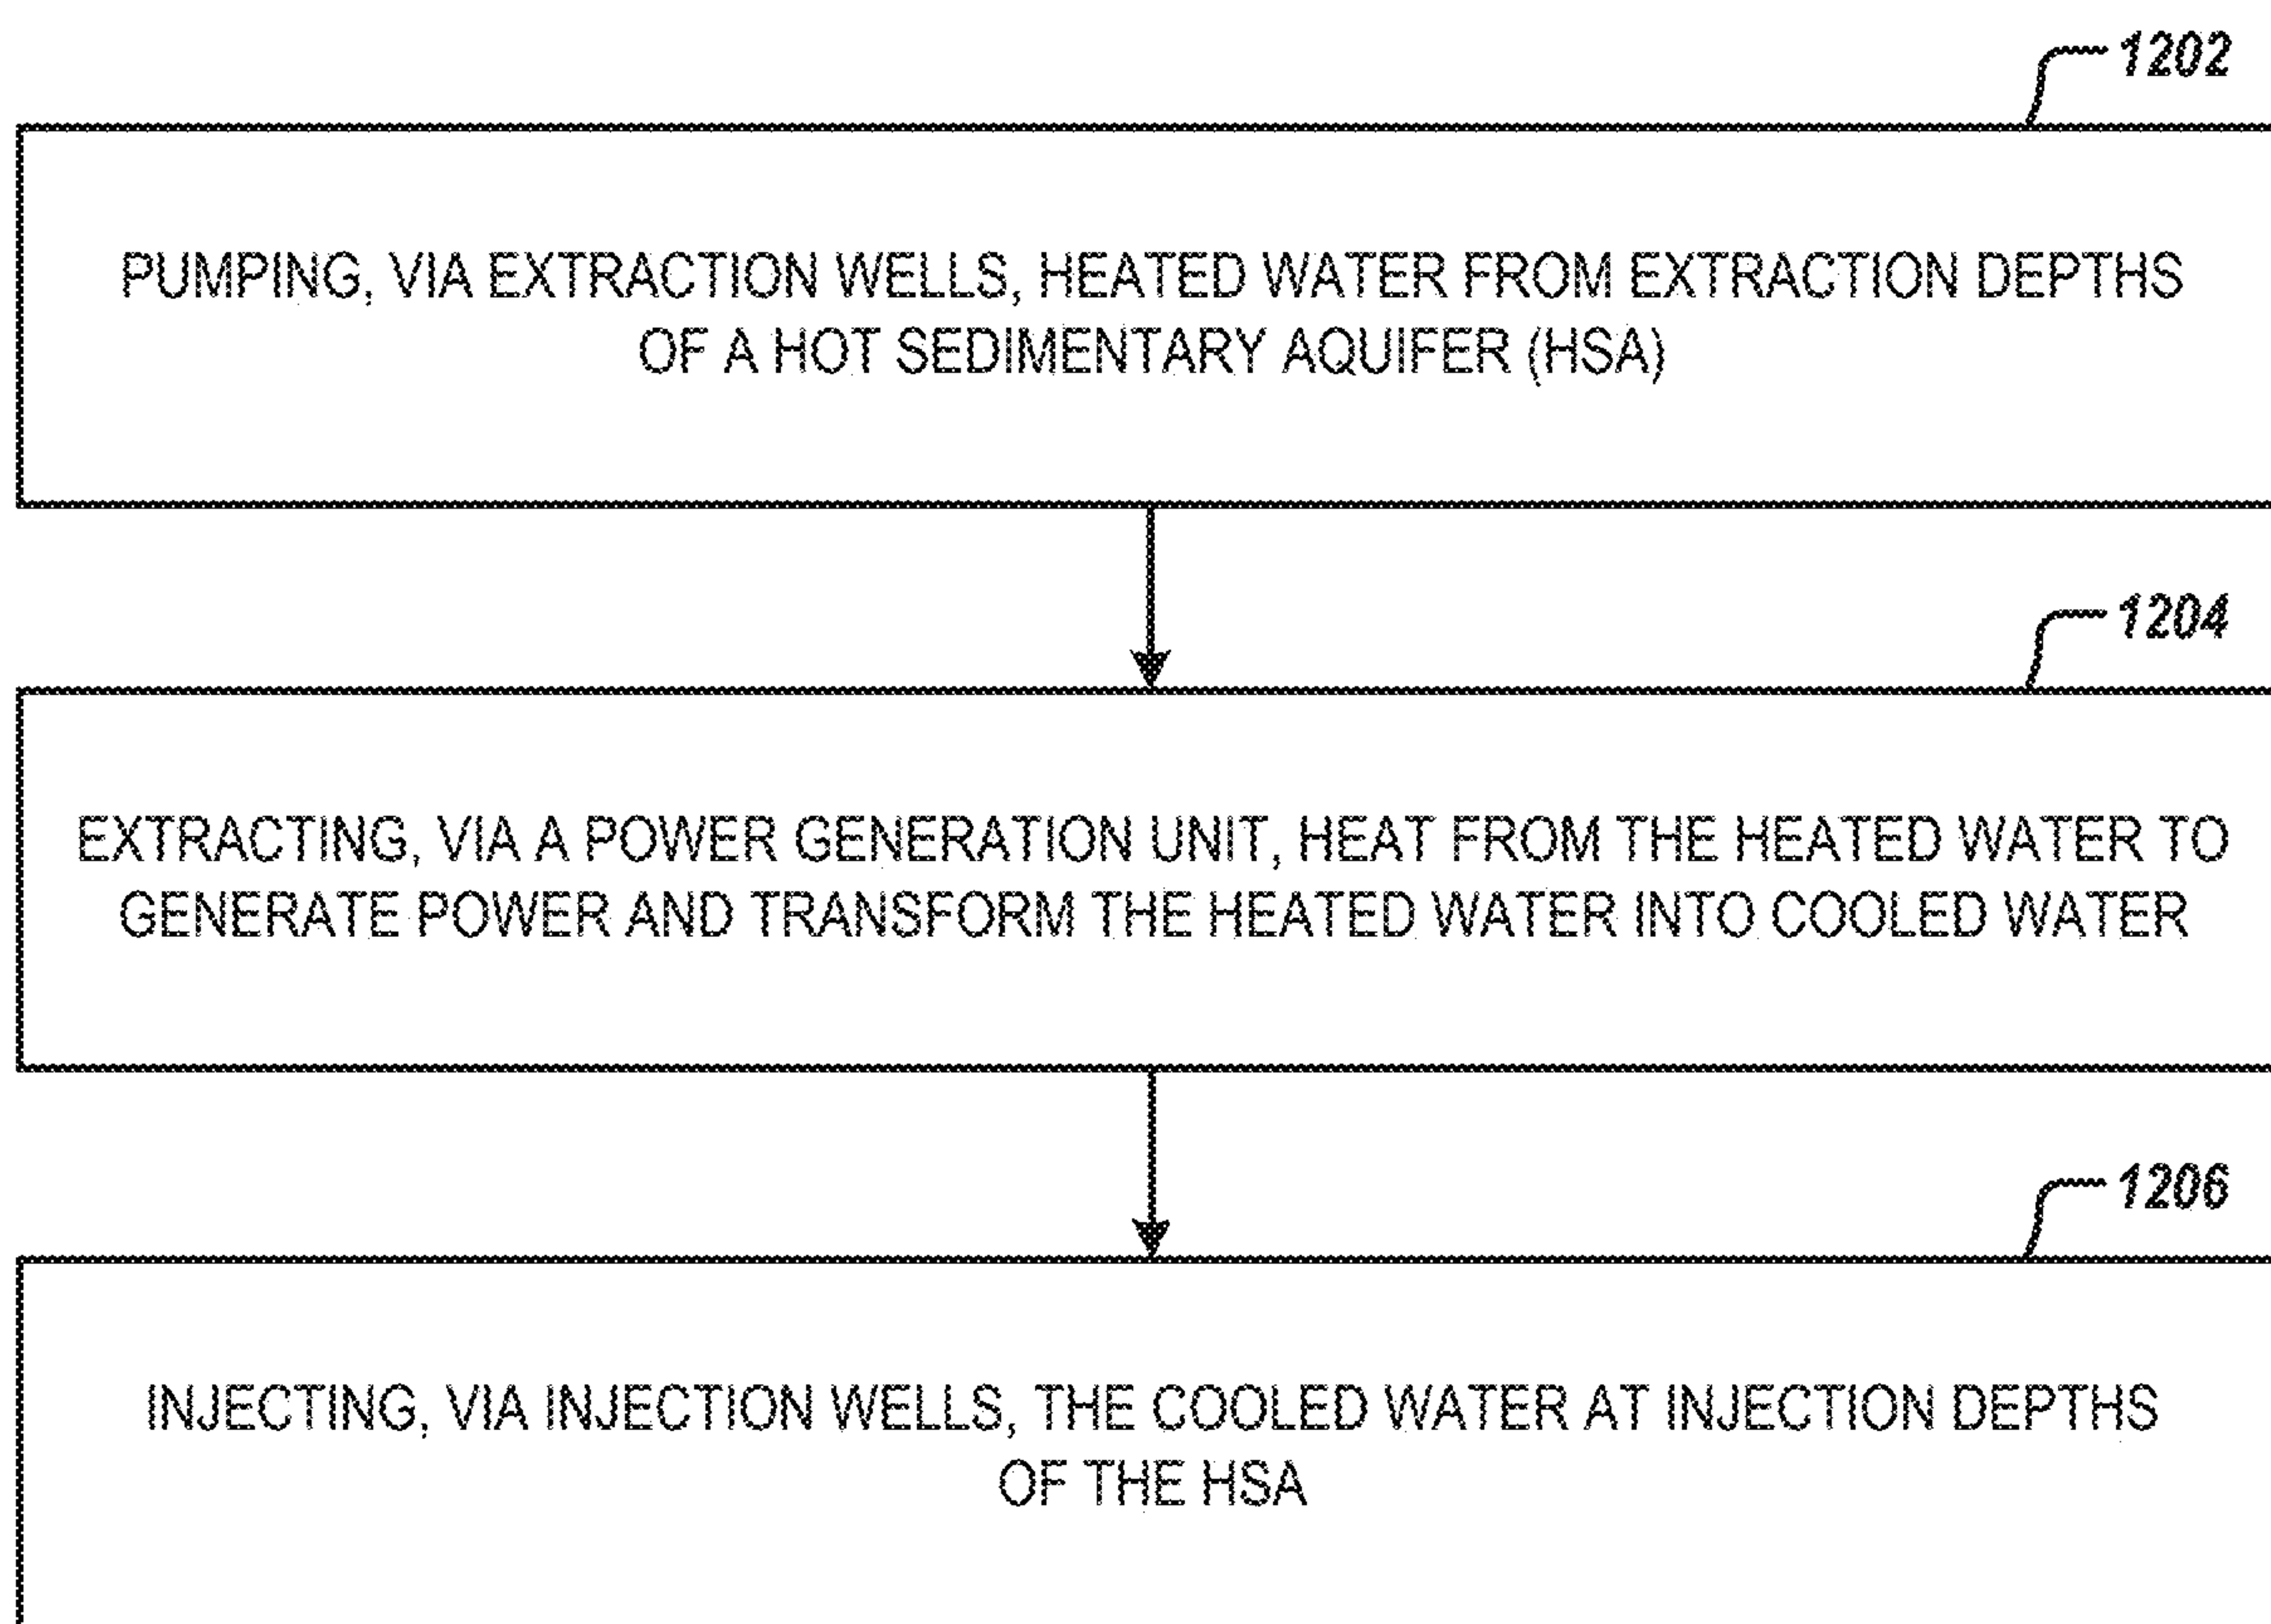 1202
PUMPING, VIA EXTRACTION WELLS, HEATED WATER FROM EXTRACTION DEPTHS
OF A HOT SEDIMENTARY AQUIFER (HSA)
1204
EXTRACTING, VIA A POWER GENERATION UNIT, HEAT FROM THE HEATED WATER TO
GENERATE POWER AND TRANSFORM THE HEATED WATER INTO COOLED WATER
1206
INJECTING, VIA INJECTION WELLS, THE COOLED WATER AT INJECTION DEPTHS
OF THE HSA